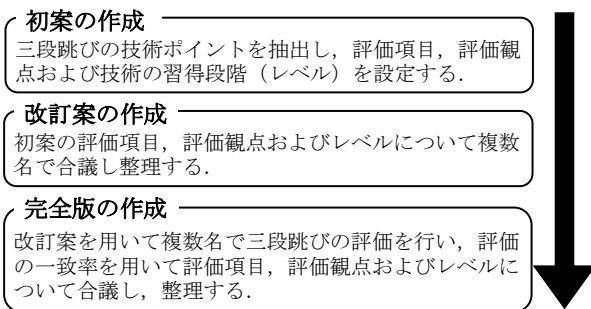 初案の作成
三段跳びの技術ポイントを抽出し，評価項目，評価観
点および技術の習得段階（レベル）を設定する．
改訂案の作成
初案の評価項目，評価観点およびレベルについて複数
名で合議し整理する．
完全版の作成
改訂案を用いて複数名で三段跳びの評価を行い，評価
の一致率を用いて評価項目，評価観点およびレベルに
ついて合議し，整理する．